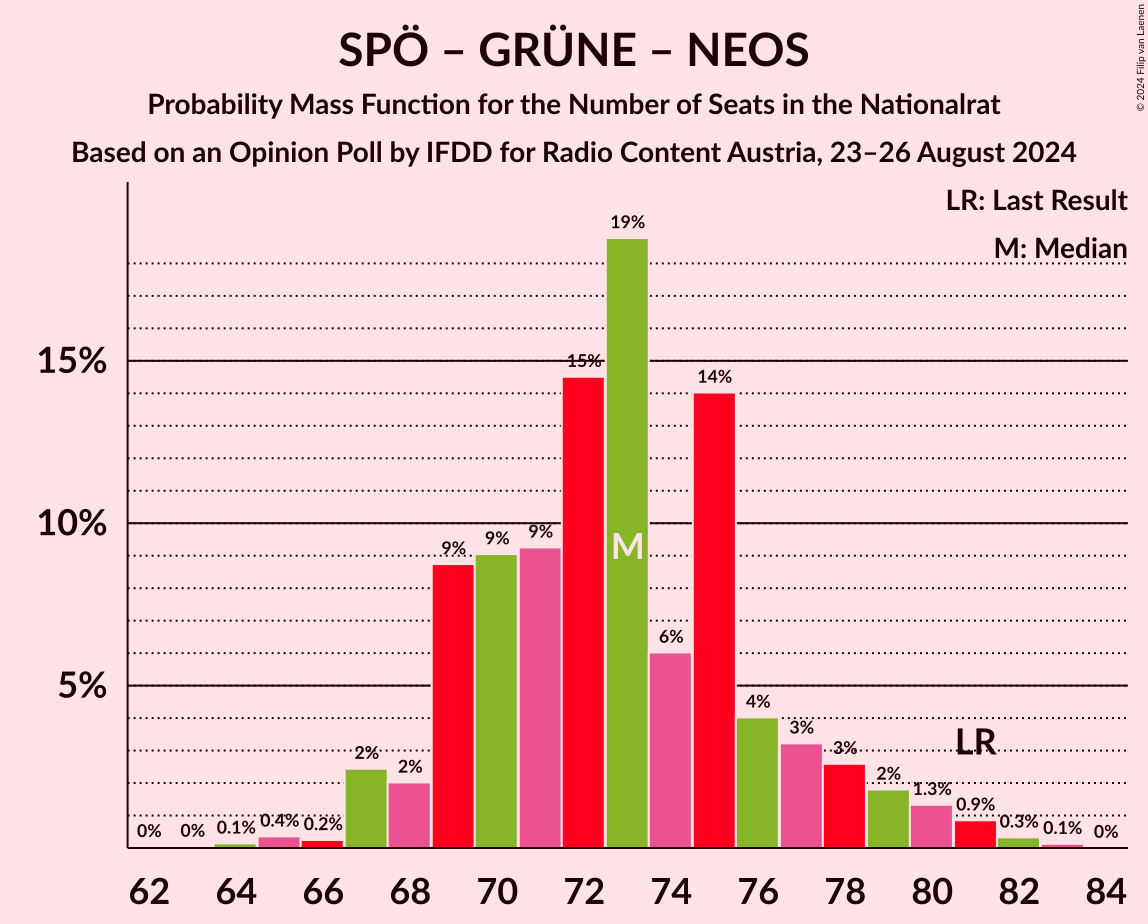 SPÖ – GRÜNE – NEOS
Probability Mass Function for the Number of Seats in the Nationalrat
Based on an Opinion Poll by IFDD for Radio Content Austria, 23–26 August 2024
© 2024 Filip van Laenen
LR: Last Result
M: Median
15%
10%
5%
0%
0%
0.1%
0.4%
0.2%
2%
2%
9%
9%
9%
15%
19%
6%
14%
4%
3%
3%
2%
1.3%
0.9%
0.3%
0.1%
0%
M
LR
62 64 66 68 70 72 74 76 78 80 82 84